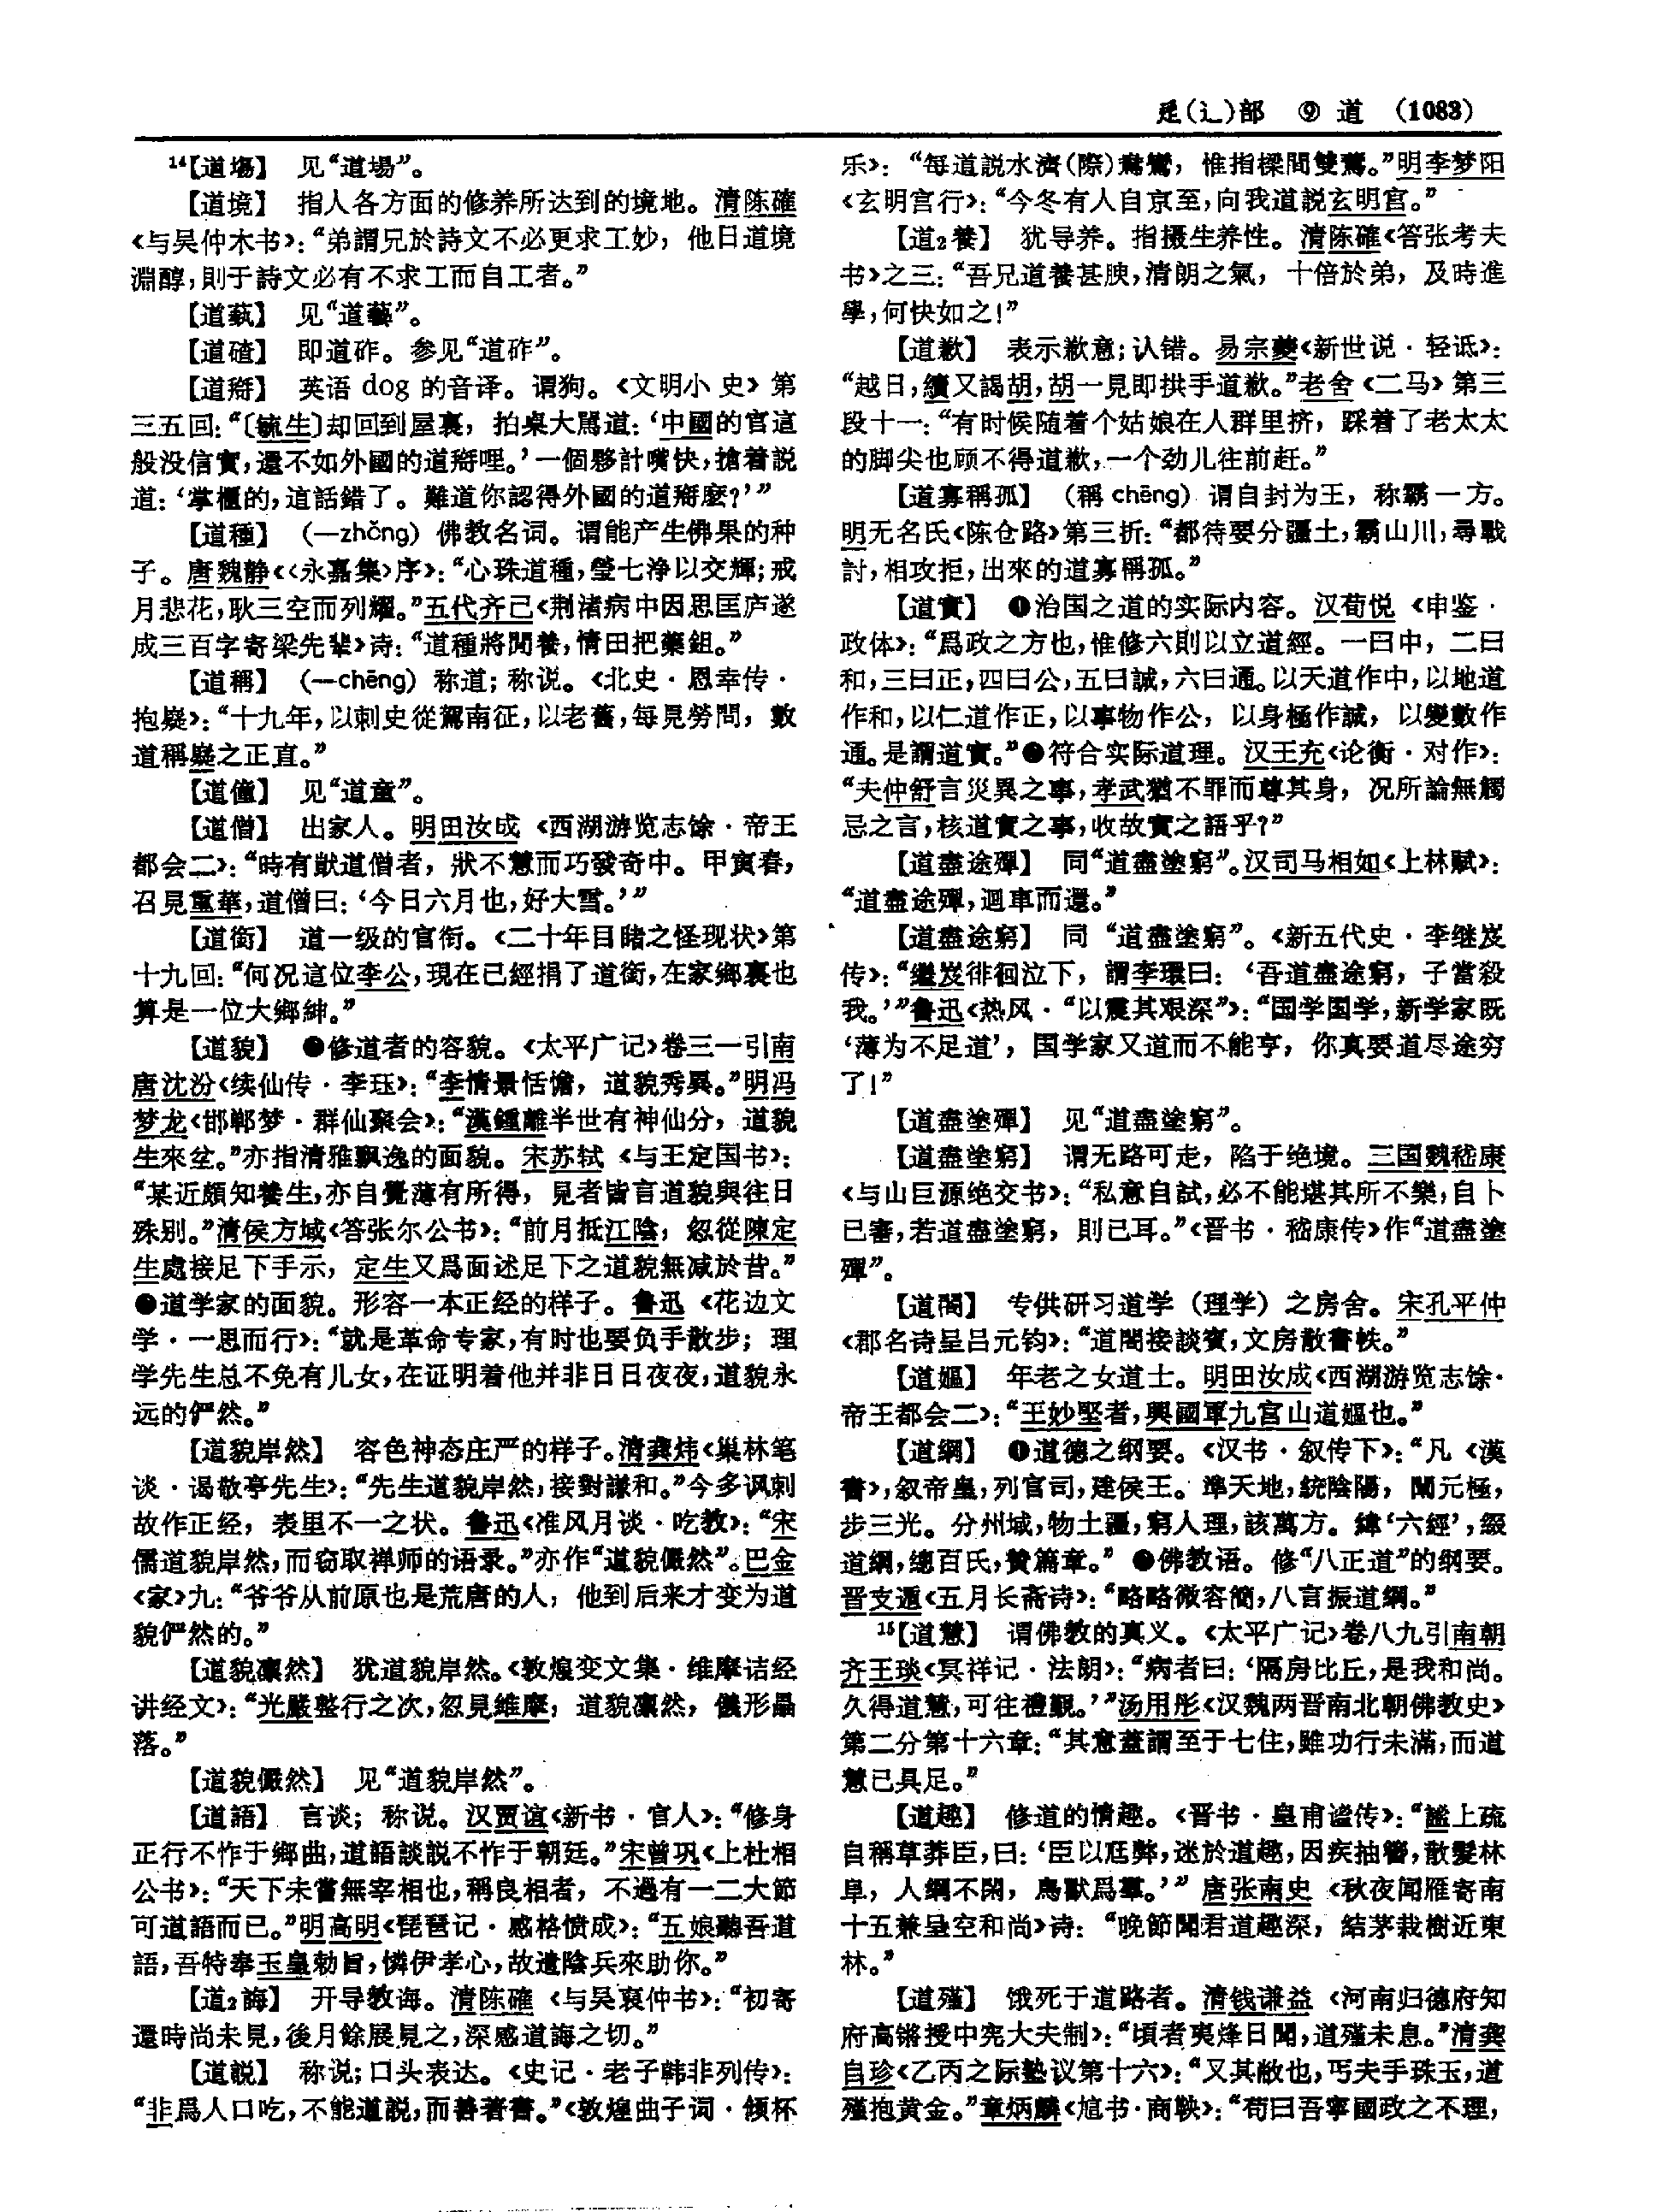 辵(辶)部 ⑨ 道 (1083)
¹⁴【道塲】 见“道場”。
【道境】 指人各方面的修养所达到的境地。清陈確
《与吴仲木书》:“弟謂兄於詩文不必更求工妙，他日道境
淵醇,則于詩文必有不求工而自工者。”
【道蓺】 见“道藝”。
【道碴】 即道砟。参见“道砟”。
【道搿】 英语 dog 的音译。谓狗。《文明小史》第
三五回:“〔毓生〕却回到屋裏，拍桌大駡道:‘中國的官這
般没信實,還不如外國的道搿哩。’一個夥計嘴快,搶着説
道:‘掌櫃的,這話錯了。難道你認得外國的道搿麽?’”
【道種】 (—zhǒng) 佛教名词。谓能产生佛果的种
子。唐魏静《〈永嘉集〉序》:“心珠道種,瑩七浄以交輝;戒
月悲花,耿三空而列耀。”五代齐己《荆渚病中因思匡庐遂
成三百字寄梁先辈》诗:“道種將閒養,情田把藥鉏。”
【道稱】 (—chēng) 称道;称说。《北史·恩幸传·
抱嶷》:“十九年,以刺史從駕南征,以老舊,每見勞問，數
道稱嶷之正直。”
【道僮】 见“道童”。
【道僧】 出家人。明田汝成《西湖游览志馀·帝王
都会二》:“時有猷道僧者，狀不慧而巧發奇中。甲寅春,
召見重華,道僧曰:‘今日六月也,好大雪。’”
【道銜】 道一级的官衔。《二十年目睹之怪现状》第
十九回:“何况這位李公,現在已經捐了道銜,在家鄉裏也
算是一位大鄉紳。”
【道貌】 ❶修道者的容貌。《太平广记》卷三一引南
唐沈汾《续仙传·李珏》:“李情景恬憺，道貌秀異。”明冯
梦龙《邯郸梦·群仙聚会》:“漢鍾離半世有神仙分，道貌
生來坌。”亦指清雅飘逸的面貌。宋苏轼《与王定国书》:
“某近頗知養生,亦自覺薄有所得，見者皆言道貌與往日
殊别。”清侯方域《答张尔公书》:“前月抵江陰，忽從陳定
生處接足下手示，定生又爲面述足下之道貌無减於昔。”
❷道学家的面貌。形容一本正经的样子。鲁迅《花边文
学·一思而行》:“就是革命专家,有时也要负手散步；理
学先生总不免有儿女,在证明着他并非日日夜夜,道貌永
远的俨然。”
【道貌岸然】 容色神态庄严的样子。清龚炜《巢林笔
谈·谒敬亭先生》:“先生道貌岸然,接對謙和。”今多讽刺
故作正经，表里不一之状。鲁迅《准风月谈·吃教》:“宋
儒道貌岸然,而窃取禅师的语录。”亦作“道貌儼然”。巴金
《家》九:“爷爷从前原也是荒唐的人，他到后来才变为道
貌俨然的。”
【道貌凛然】 犹道貌岸然。《敦煌变文集·维摩诘经
讲经文》:“光嚴整行之次,忽見維摩，道貌凛然，儀形磊
落。”
【道貌儼然】 见“道貌岸然”。
【道語】 言谈；称说。汉贾谊《新书·官人》:“修身
正行不怍于鄉曲,道語談説不怍于朝廷。”宋曾巩《上杜相
公书》:“天下未嘗無宰相也,稱良相者，不過有一二大節
可道語而已。”明高明《琵琶记·感格愤成》:“五娘聽吾道
語,吾特奉玉皇勅旨,憐伊孝心,故遣陰兵來助你。”
【道₂誨】 开导教诲。清陈確《与吴裒仲书》:“初寄
還時尚未見,後月餘展見之,深感道誨之切。”
【道説】 称说;口头表达。《史记·老子韩非列传》:
“非爲人口吃,不能道説,而善著書。”《敦煌曲子词·倾杯
乐》:“每道説水濟(際)鴛鴦，惟指樑間雙鷰。”明李梦阳
《玄明宫行》:“今冬有人自京至,向我道説玄明宫。”
【道₂養】 犹导养。指摄生养性。清陈確《答张考夫
书》之三:“吾兄道養甚腴,清朗之氣，十倍於弟，及時進
學,何快如之!”
【道歉】 表示歉意;认错。易宗夔《新世说·轻诋》:
“越日,續又謁胡,胡一見即拱手道歉。”老舍《二马》第三
段十一:“有时候随着个姑娘在人群里挤，踩着了老太太
的脚尖也顾不得道歉,一个劲儿往前赶。”
【道寡稱孤】 (稱 chēng) 谓自封为王，称霸一方。
明无名氏《陈仓路》第三折:“都待要分疆土,霸山川,尋戰
討,相攻拒,出來的道寡稱孤。”
【道實】 ❶治国之道的实际内容。汉荀悦《申鉴·
政体》:“爲政之方也,惟修六則以立道經。一曰中，二曰
和,三曰正,四曰公,五曰誠,六曰通。以天道作中,以地道
作和,以仁道作正,以事物作公，以身極作誠，以變數作
通。是謂道實。”❷符合实际道理。汉王充《论衡·对作》:
“夫仲舒言災異之事,孝武猶不罪而尊其身，况所論無觸
忌之言,核道實之事,收故實之語乎?”
【道盡途殫】 同“道盡塗窮”。汉司马相如《上林赋》:
“道盡途殫,迴車而還。”
【道盡途窮】 同“道盡塗窮”。《新五代史·李继岌
传》:“繼岌徘徊泣下，謂李環曰:‘吾道盡途窮，子當殺
我。’”鲁迅《热风·“以震其艰深”》:“国学国学,新学家既
‘薄为不足道’，国学家又道而不能亨，你真要道尽途穷
了!”
【道盡塗殫】 见“道盡塗窮”。
【道盡塗窮】 谓无路可走，陷于绝境。三国魏嵇康
《与山巨源绝交书》:“私意自試,必不能堪其所不樂,自卜
已審,若道盡塗窮，則已耳。”《晋书·嵇康传》作“道盡塗
殫”。
【道閤】 专供研习道学（理学）之房舍。宋孔平仲
《郡名诗呈吕元钧》:“道閤接談賓,文房散書帙。”
【道嫗】 年老之女道士。明田汝成《西湖游览志馀·
帝王都会二》:“王妙堅者,興國軍九宫山道嫗也。”
【道綱】 ❶道德之纲要。《汉书·叙传下》:“凡《漢
書》,叙帝皇,列官司,建侯王。準天地,統陰陽，闡元極,
步三光。分州域,物土疆,窮人理,該萬方。緯‘六經’,綴
道綱,總百氏,贊篇章。”❷佛教语。修“八正道”的纲要。
晋支遁《五月长斋诗》:“略略微容簡,八言振道綱。”
¹⁵【道慧】 谓佛教的真义。《太平广记》卷八九引南朝
齐王琰《冥祥记·法朗》:“病者曰:‘隔房比丘,是我和尚。
久得道慧,可往禮覲。’”汤用彤《汉魏两晋南北朝佛教史》
第二分第十六章:“其意蓋謂至于七住,雖功行未滿,而道
慧已具足。”
【道趣】 修道的情趣。《晋书·皇甫谧传》:“謐上疏
自稱草莽臣,曰:‘臣以尫弊,迷於道趣,因疾抽簪,散髮林
阜，人綱不閑，鳥獸爲羣。’”唐张南史《秋夜闻雁寄南
十五兼呈空和尚》诗:“晚節聞君道趣深，結茅栽樹近東
林。”
【道殣】 饿死于道路者。清钱谦益《河南归德府知
府高锵授中宪大夫制》:“頃者夷烽日聞,道殣未息。”清龚
自珍《乙丙之际塾议第十六》:“又其敝也,丐夫手珠玉,道
殣抱黄金。”章炳麟《訄书·商鞅》:“苟曰吾寧國政之不理,